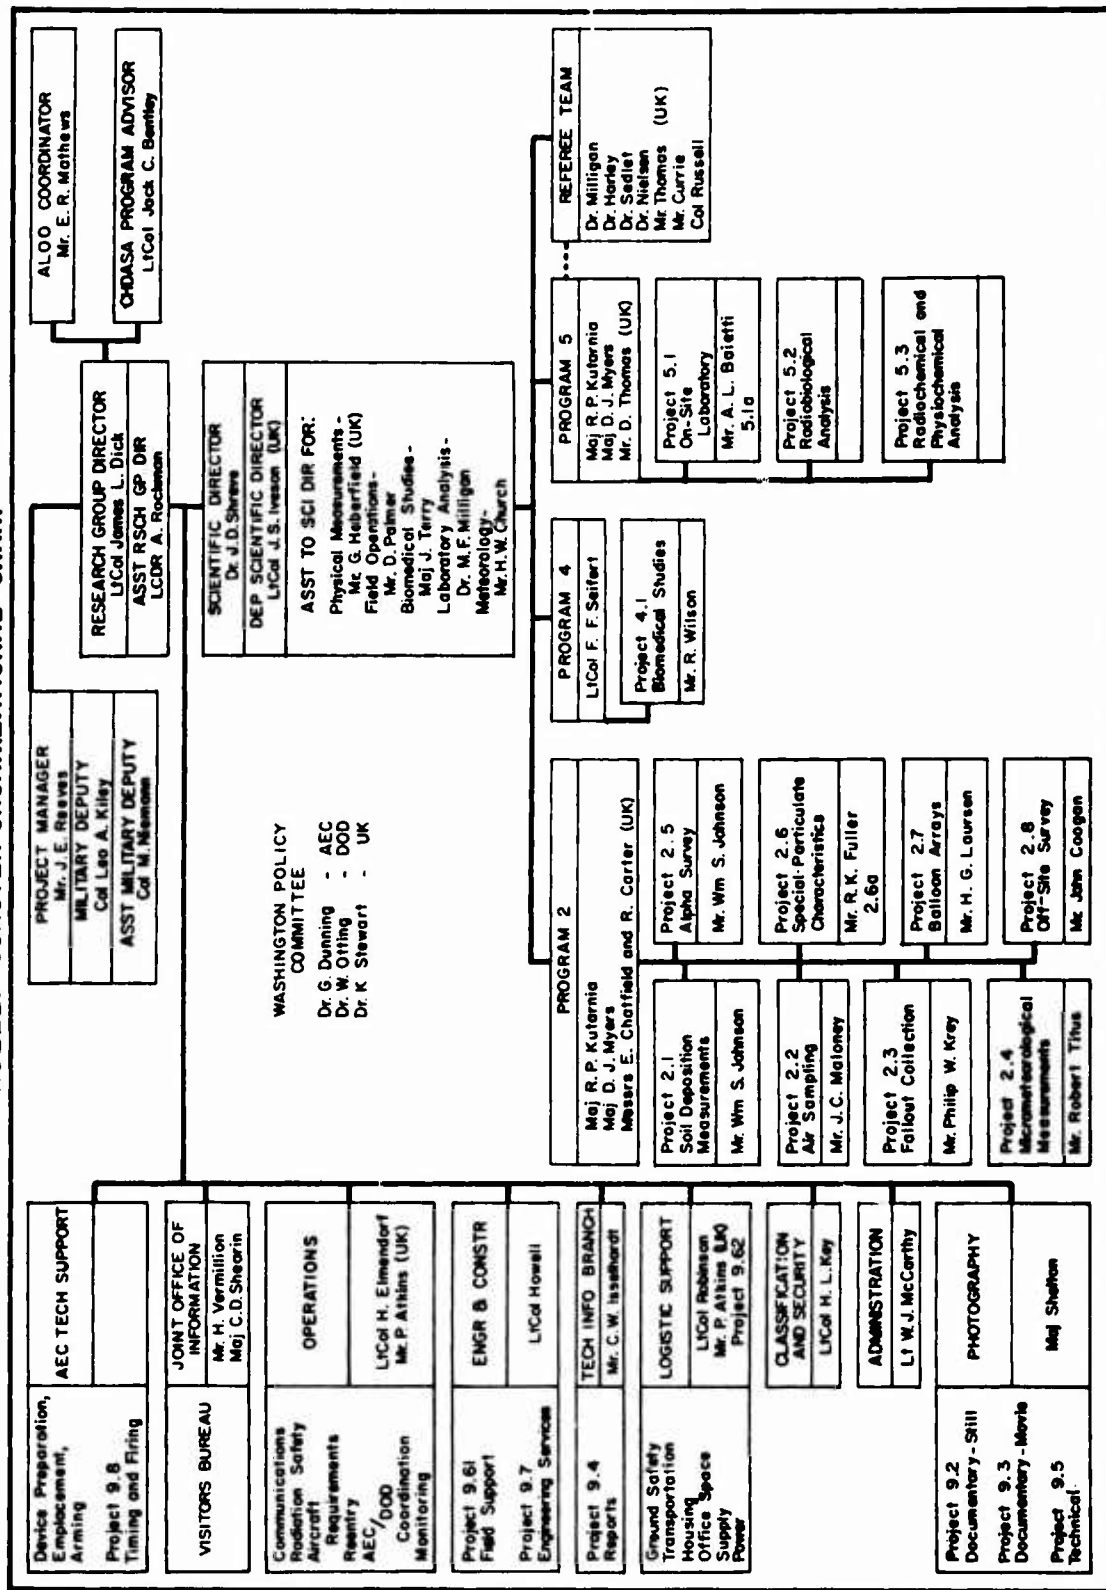 PROJECT MANAGER
Mr. J. E. Reeves
MILITARY DEPUTY
Col Leo A. Kiley
ASST MILITARY DEPUTY
Col M. Niemann
RESEARCH GROUP DIRECTOR
LtCol James L. Dick
ASST RSCH GP DIR
LCDR A. Rockman
ALOO COORDINATOR
Mr. E. R. Mathews
CHDASA PROGRAM ADVISOR
LtCol Jack C. Bentley
WASHINGTON POLICY
COMMITTEE
Dr. G. Dunning - AEC
Dr. W. Otting - DOD
Dr. K Stewart - UK
SCIENTIFIC DIRECTOR
Dr. J. D. Shreve
DEP SCIENTIFIC DIRECTOR
LtCol J. S. Iveson (UK)
ASST TO SCI DIR FOR:
Physical Measurements -
Mr. G. Heberfield (UK)
Field Operations -
Mr. D. Palmer
Biomedical Studies -
Maj J. Terry
Laboratory Analysis -
Dr. M. F. Milligan
Meteorology -
Mr. H. W. Church
Device Preparation,
Emplacement,
Arming
Project 9.8
Timing and Firing
AEC TECH SUPPORT
VISITORS BUREAU
JOINT OFFICE OF
INFORMATION
Mr. H. Vermillion
Maj C. D. Shearin
Communications
Radiation Safety
Aircraft
Requirements
Reentry
AEC/DOD
Coordination
Monitoring
OPERATIONS
LtCol H. Elmendorf
Mr. P. Atkins (UK)
Project 9.61
Field Support
Project 9.7
Engineering Services
ENGR & CONSTR
LtCol Howell
Project 9.4
Reports
TECH INFO BRANCH
Mr. C. W. Isselhardt
Ground Safety
Transportation
Housing
Office Space
Supply
Power
LOGISTIC SUPPORT
LtCol Robinson
Mr. P. Atkins (UK)
Project 9.62
CLASSIFICATION
AND SECURITY
LtCol H. L. Key
ADMINISTRATION
Lt W. J. McCarthy
Project 9.2
Documentary - Still
Project 9.3
Documentary - Movie
Project 9.5
Technical
PHOTOGRAPHY
Maj Shelton
PROGRAM 2
Maj R. P. Kutarnia
Maj D. J. Myers
Messrs E. Chatfield and R. Carter (UK)
Project 2.1
Soil Deposition
Measurements
Mr. Wm S. Johnson
Project 2.2
Air Sampling
Mr. J. C. Maloney
Project 2.3
Fallout Collection
Mr. Philip W. Krey
Project 2.4
Micrometeorological
Measurements
Mr. Robert Titus
Project 2.5
Alpha Survey
Mr. Wm S. Johnson
Project 2.6
Special Particulate
Characteristics
Mr. R. K. Fuller
2.6a
Project 2.7
Balloon Arrays
Mr. H. G. Laursen
Project 2.8
Off-Site Survey
Mr. John Coogan
PROGRAM 4
LtCol F. F. Seifert
Project 4.1
Biomedical Studies
Mr. R. Wilson
PROGRAM 5
Maj R. P. Kutarnia
Maj D. J. Myers
Mr. D. Thomas (UK)
Project 5.1
On-Site
Laboratory
Mr. A. L. Baietti
5.1a
Project 5.2
Radiobiological
Analysis
Project 5.3
Radiochemical and
Physiochemical
Analysis
REFEREE TEAM
Dr. Milligan
Dr. Harley
Dr. Sedlet
Dr. Nielsen
Mr. Thomas (UK)
Mr. Currie
Col Russell